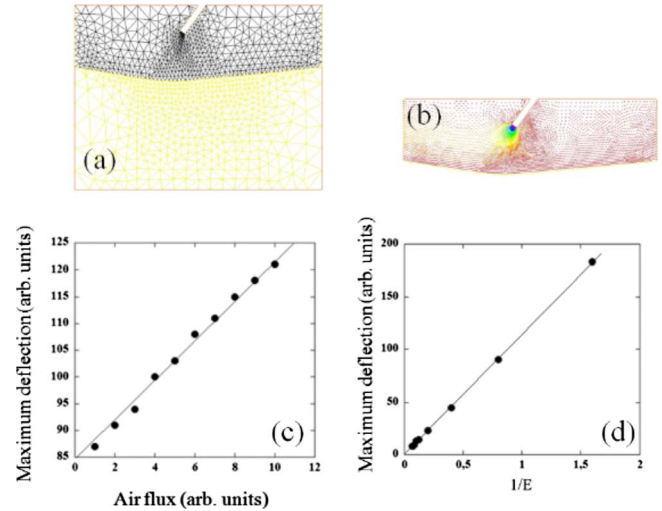 (a)
(b)
Maximum deflection (arb. units)
125
120
115
110
105
100
95
90
85
0 2 4 6 8 10 12
(c)
Air flux (arb. units)
Maximum deflection (arb. units)
200
150
100
50
0
0 0,5 1 1,5 2
(d)
1/E